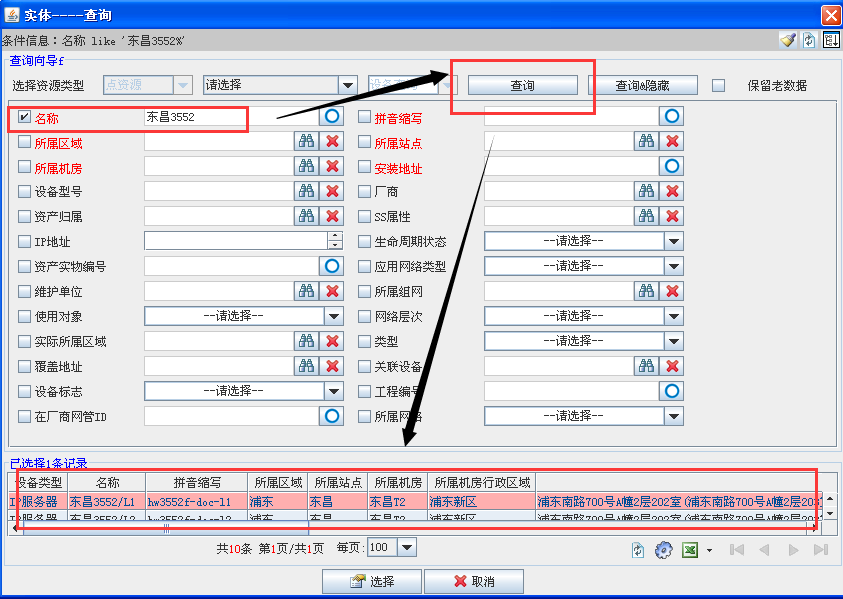 实体----查询
条件信息：名称 like '东昌3552%'
查询向导f
选择资源类型 点资源 请选择 设备查询 查询 查询&隐藏 保留老数据
名称 东昌3552 拼音缩写
所属区域 所属站点
所属机房 安装地址
设备型号 厂商
资产归属 SS属性
IP地址 生命周期状态 --请选择--
资产实物编号 应用网络类型 --请选择--
维护单位 所属组网
使用对象 --请选择-- 网络层次 --请选择--
实际所属区域 类型 --请选择--
覆盖地址 关联设备
设备标志 --请选择-- 工程编号
在厂商网管ID 所属网络 --请选择--
已选择1条记录
设备类型 名称 拼音缩写 所属区域 所属站点 所属机房 所属机房行政区域
IP服务器 东昌3552/L1 hw3552f-doc-l1 浦东 东昌 东昌T2 浦东新区 浦东南路700号A幢2层202室(浦东南路700号A幢2层203
IP服务器 东昌3552/L2 hw3552f-doc-l2 浦东 东昌 东昌T2 浦东新区 浦东南路700号A幢2层202室(浦东南路700号A幢2层203
共10条 第1页/共1页 每页： 100
选择 取消